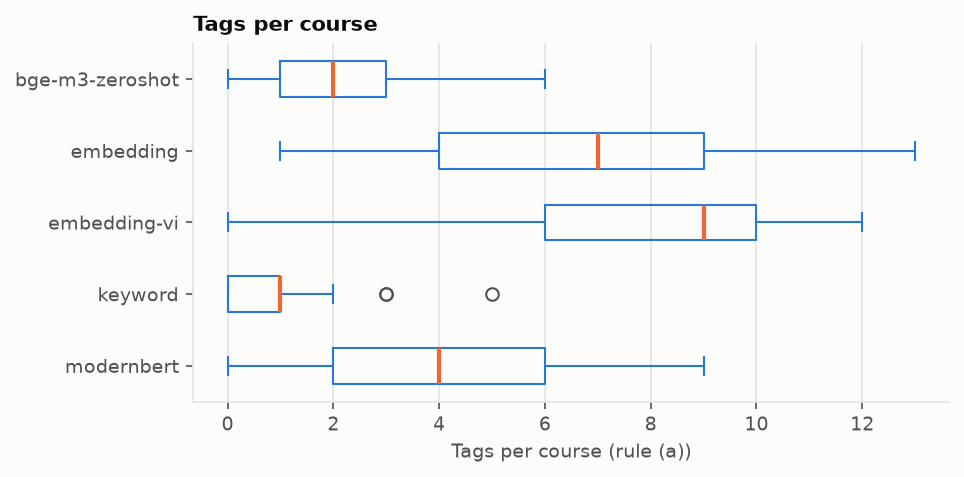 Tags per course
bge-m3-zeroshot
embedding
embedding-vi
keyword
modernbert
0 2 4 6 8 10 12
Tags per course (rule (a))